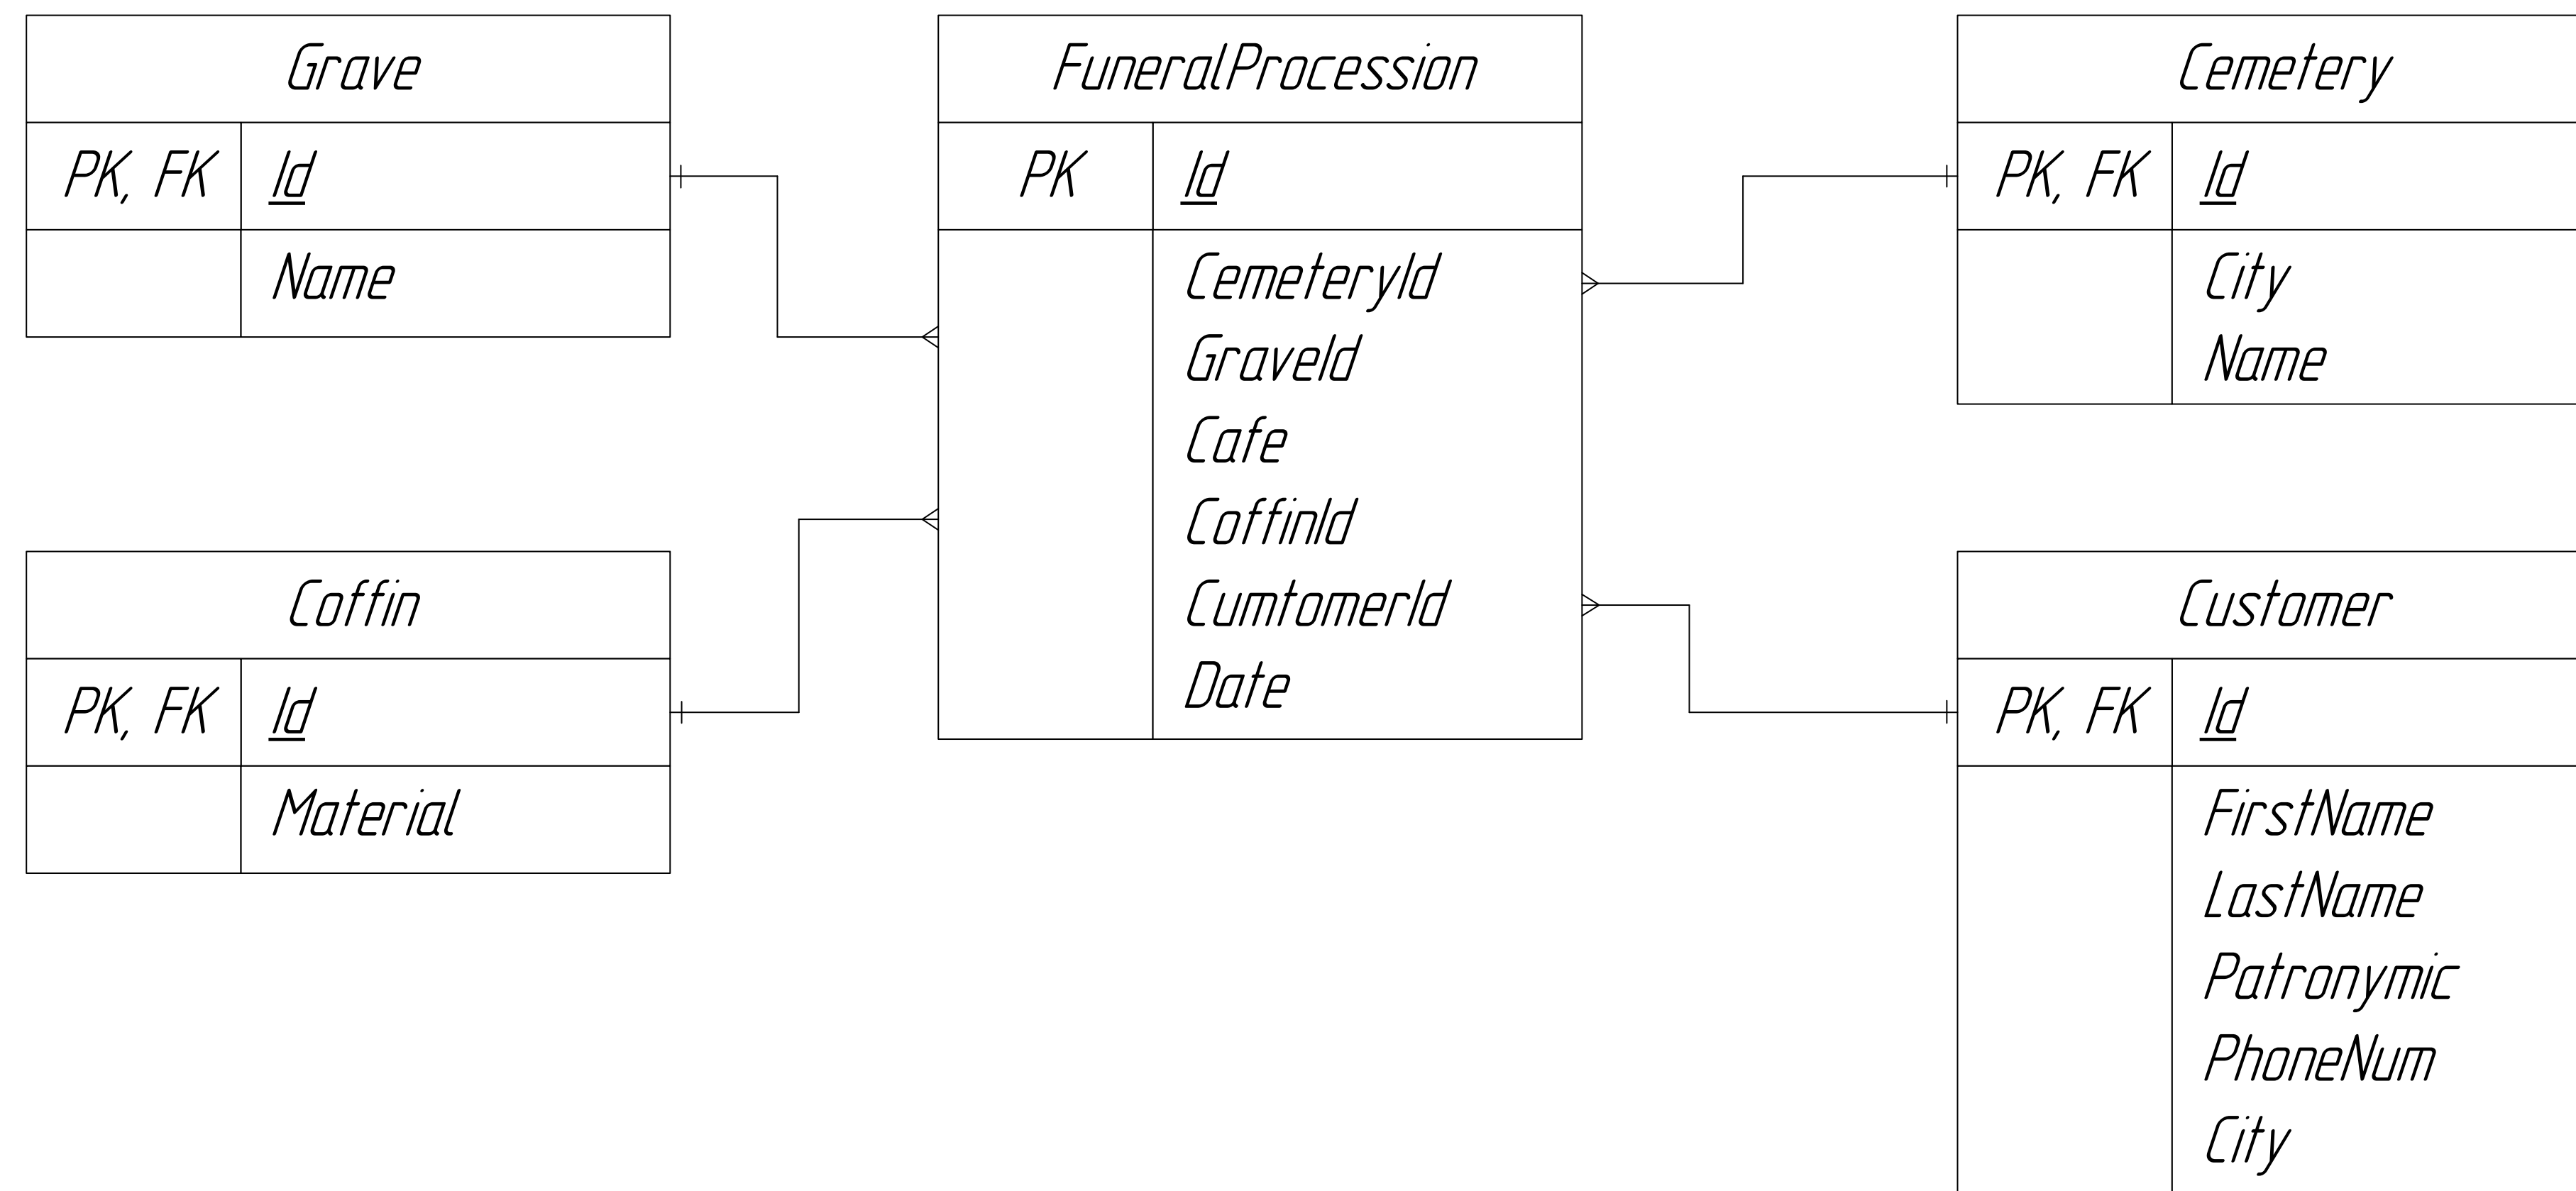 Grave
PK, FK Id
Name
FuneralProcession
PK Id
CemeteryId
GraveId
Cafe
CoffinId
CumtomerId
Date
Cemetery
PK, FK Id
City
Name
Coffin
PK, FK Id
Material
Customer
PK, FK Id
FirstName
LastName
Patronymic
PhoneNum
City